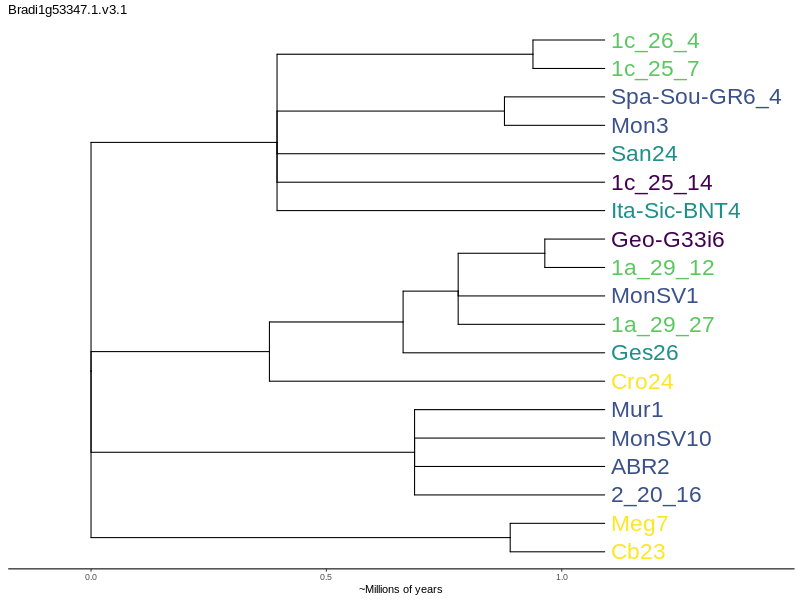 Bradi1g53347.1.v3.1
1c_26_4
1c_25_7
Spa-Sou-GR6_4
Mon3
San24
1c_25_14
Ita-Sic-BNT4
Geo-G33i6
1a_29_12
MonSV1
1a_29_27
Ges26
Cro24
Mur1
MonSV10
ABR2
2_20_16
Meg7
Cb23
0.0 0.5 1.0
~Millions of years